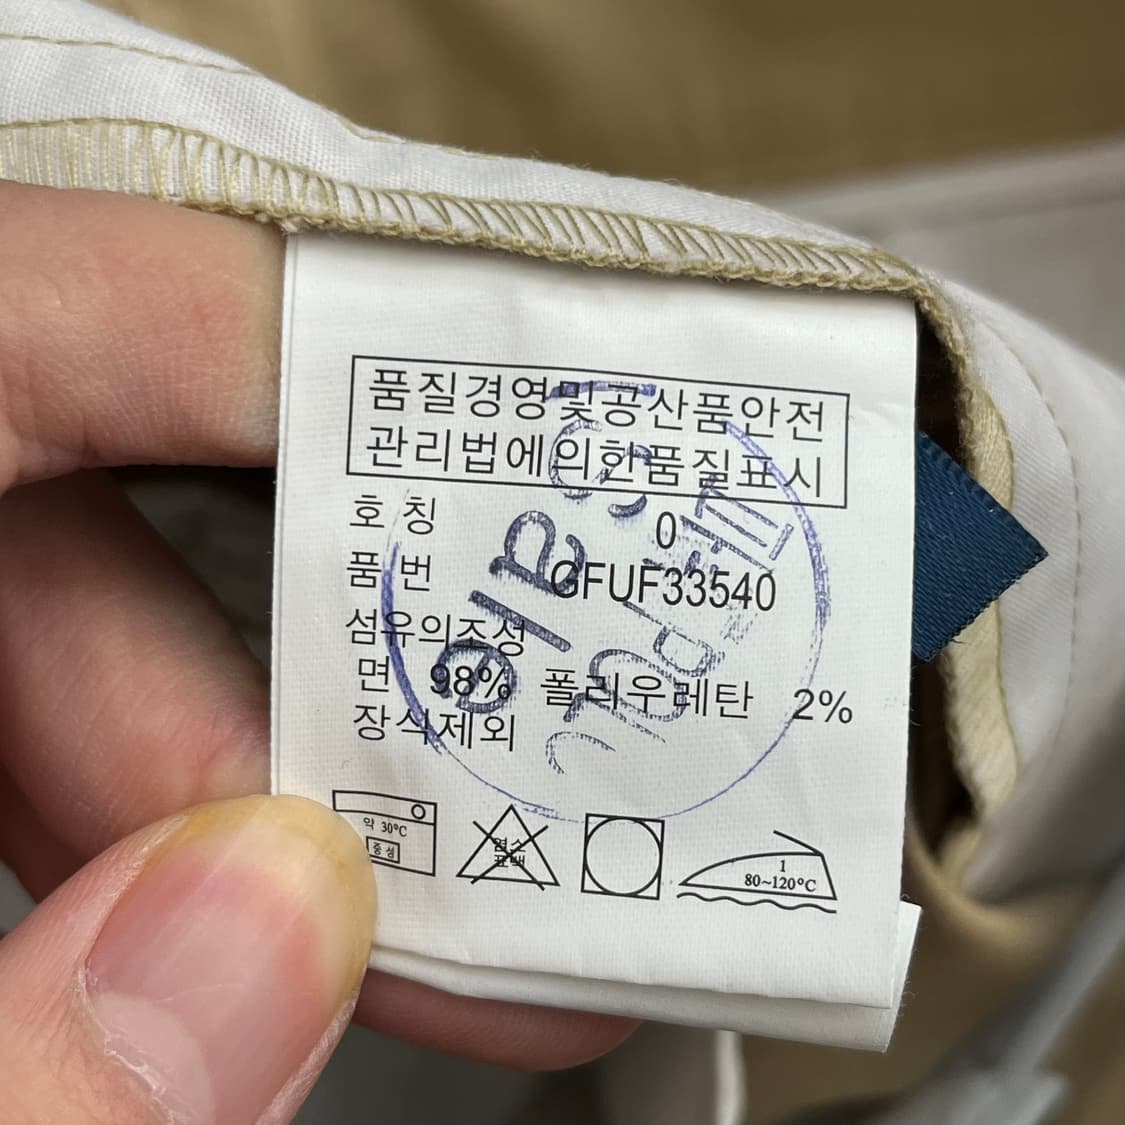 품질경영및공산품안전
관리법에의한품질표시
호 칭 0
품 번 GFUF33540
섬유의조성
면 98% 폴리우레탄 2%
장식제외
약 30℃
중성
염소
표백
1
80~120℃